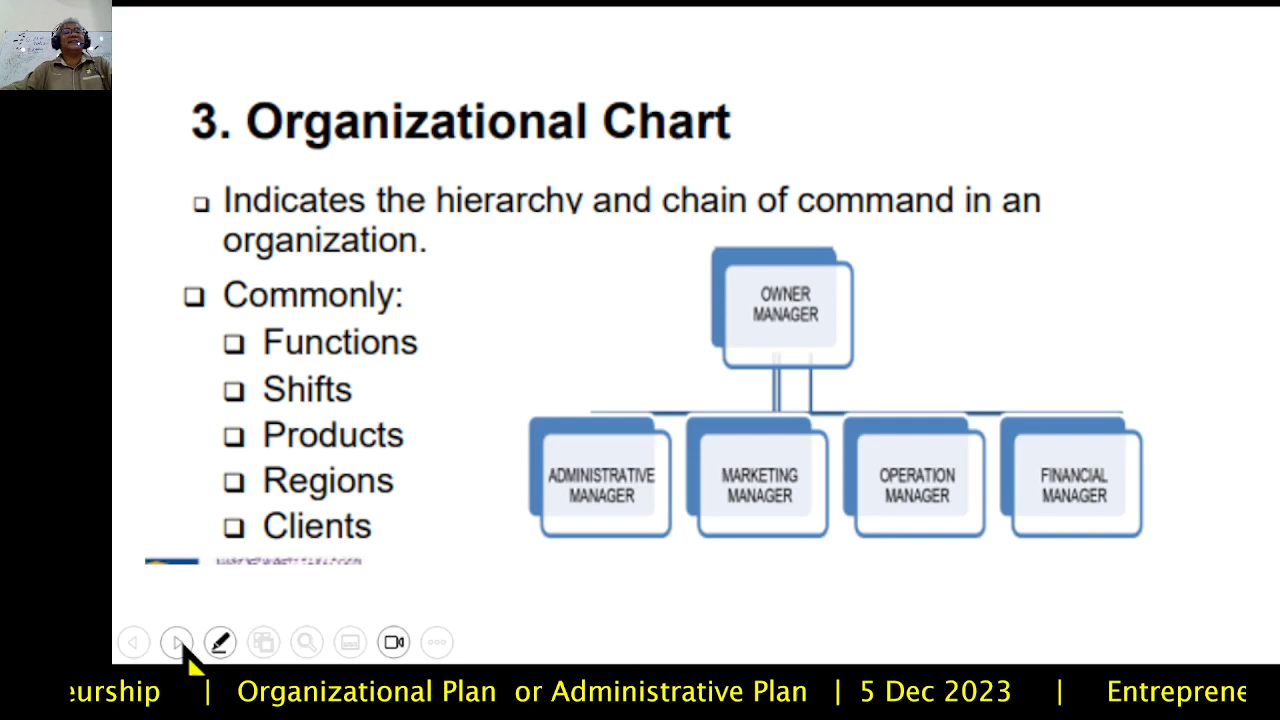 3. Organizational Chart
Indicates the hierarchy and chain of command in an
organization.
Commonly:
Functions
Shifts
Products
Regions
Clients
OWNER
MANAGER
ADMINISTRATIVE
MANAGER
MARKETING
MANAGER
OPERATION
MANAGER
FINANCIAL
MANAGER
eurship | Organizational Plan or Administrative Plan | 5 Dec 2023 | Entreprene